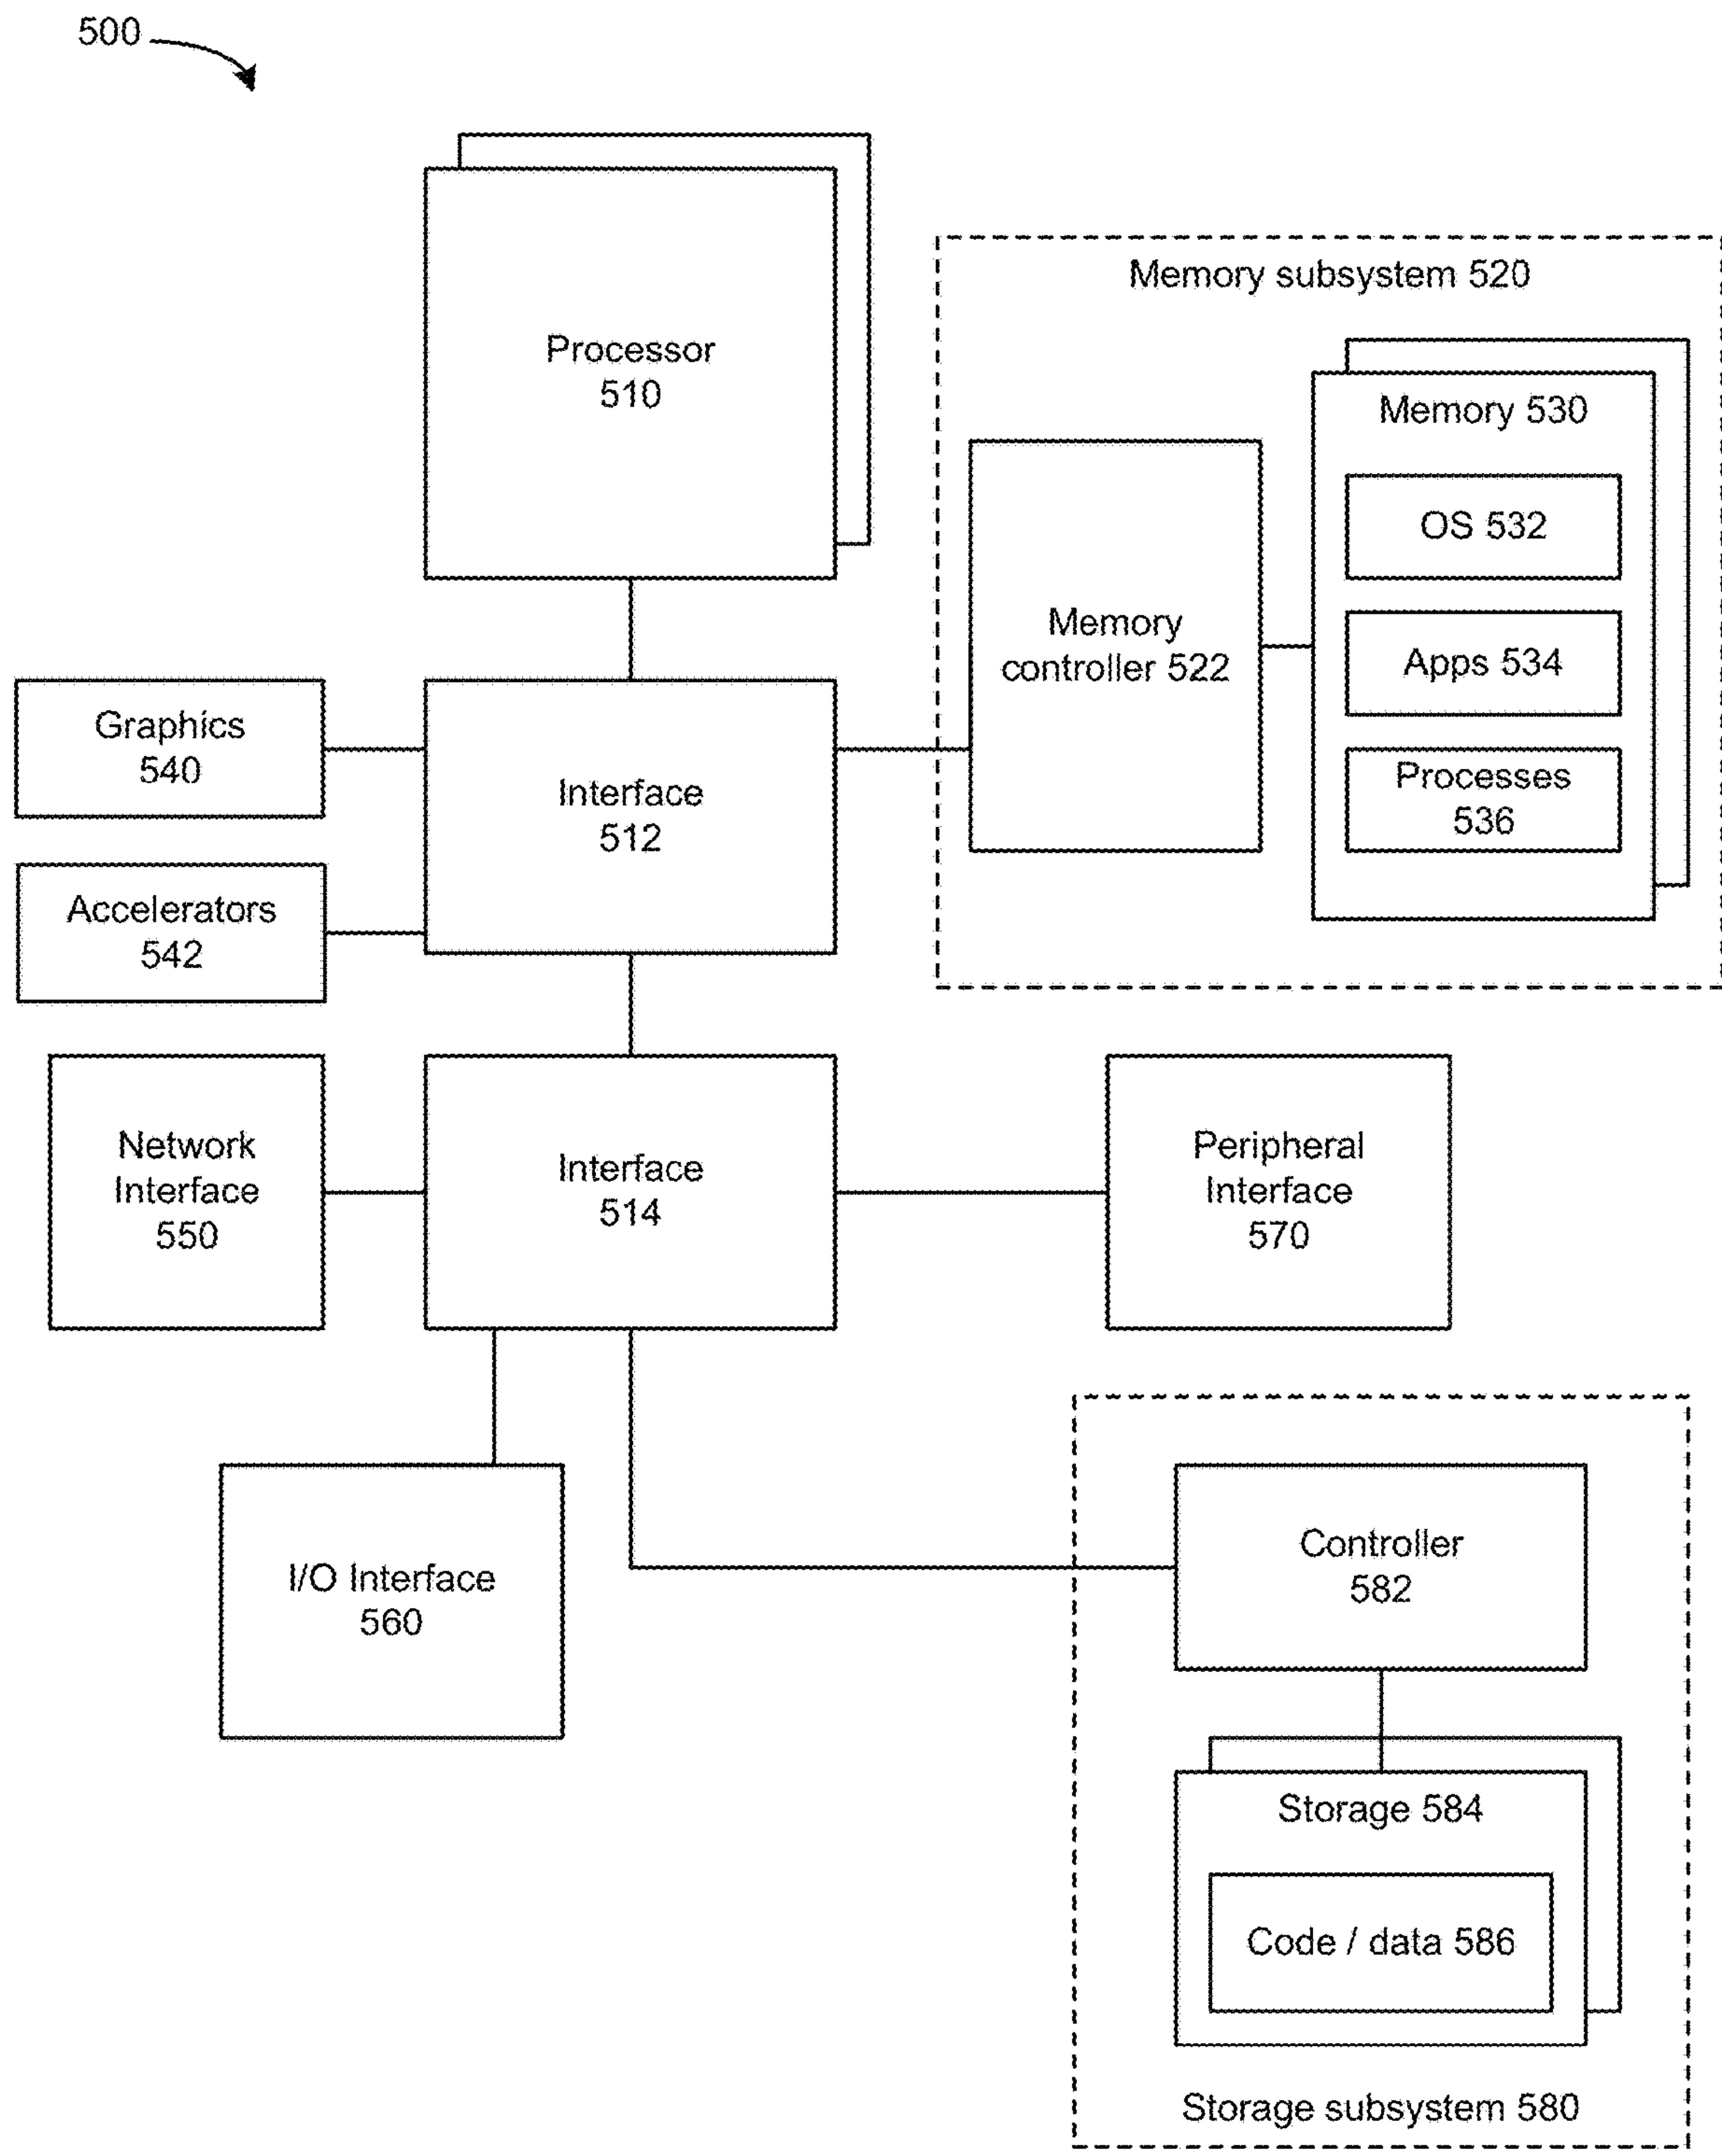 500
Processor
510
Memory subsystem 520
Memory 530
OS 532
Apps 534
Processes
536
Memory
controller 522
Graphics
540
Interface
512
Accelerators
542
Network
Interface
550
Interface
514
Peripheral
Interface
570
I/O Interface
560
Controller
582
Storage 584
Code / data 586
Storage subsystem 580